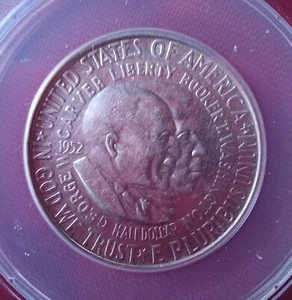 UNITED STATES OF AMERICA
E PLURIBUS UNUM
IN GOD WE TRUST
LIBERTY
GEORGE W. CARVER
BOOKER T. WASHINGTON
1952
HALF DOLLAR